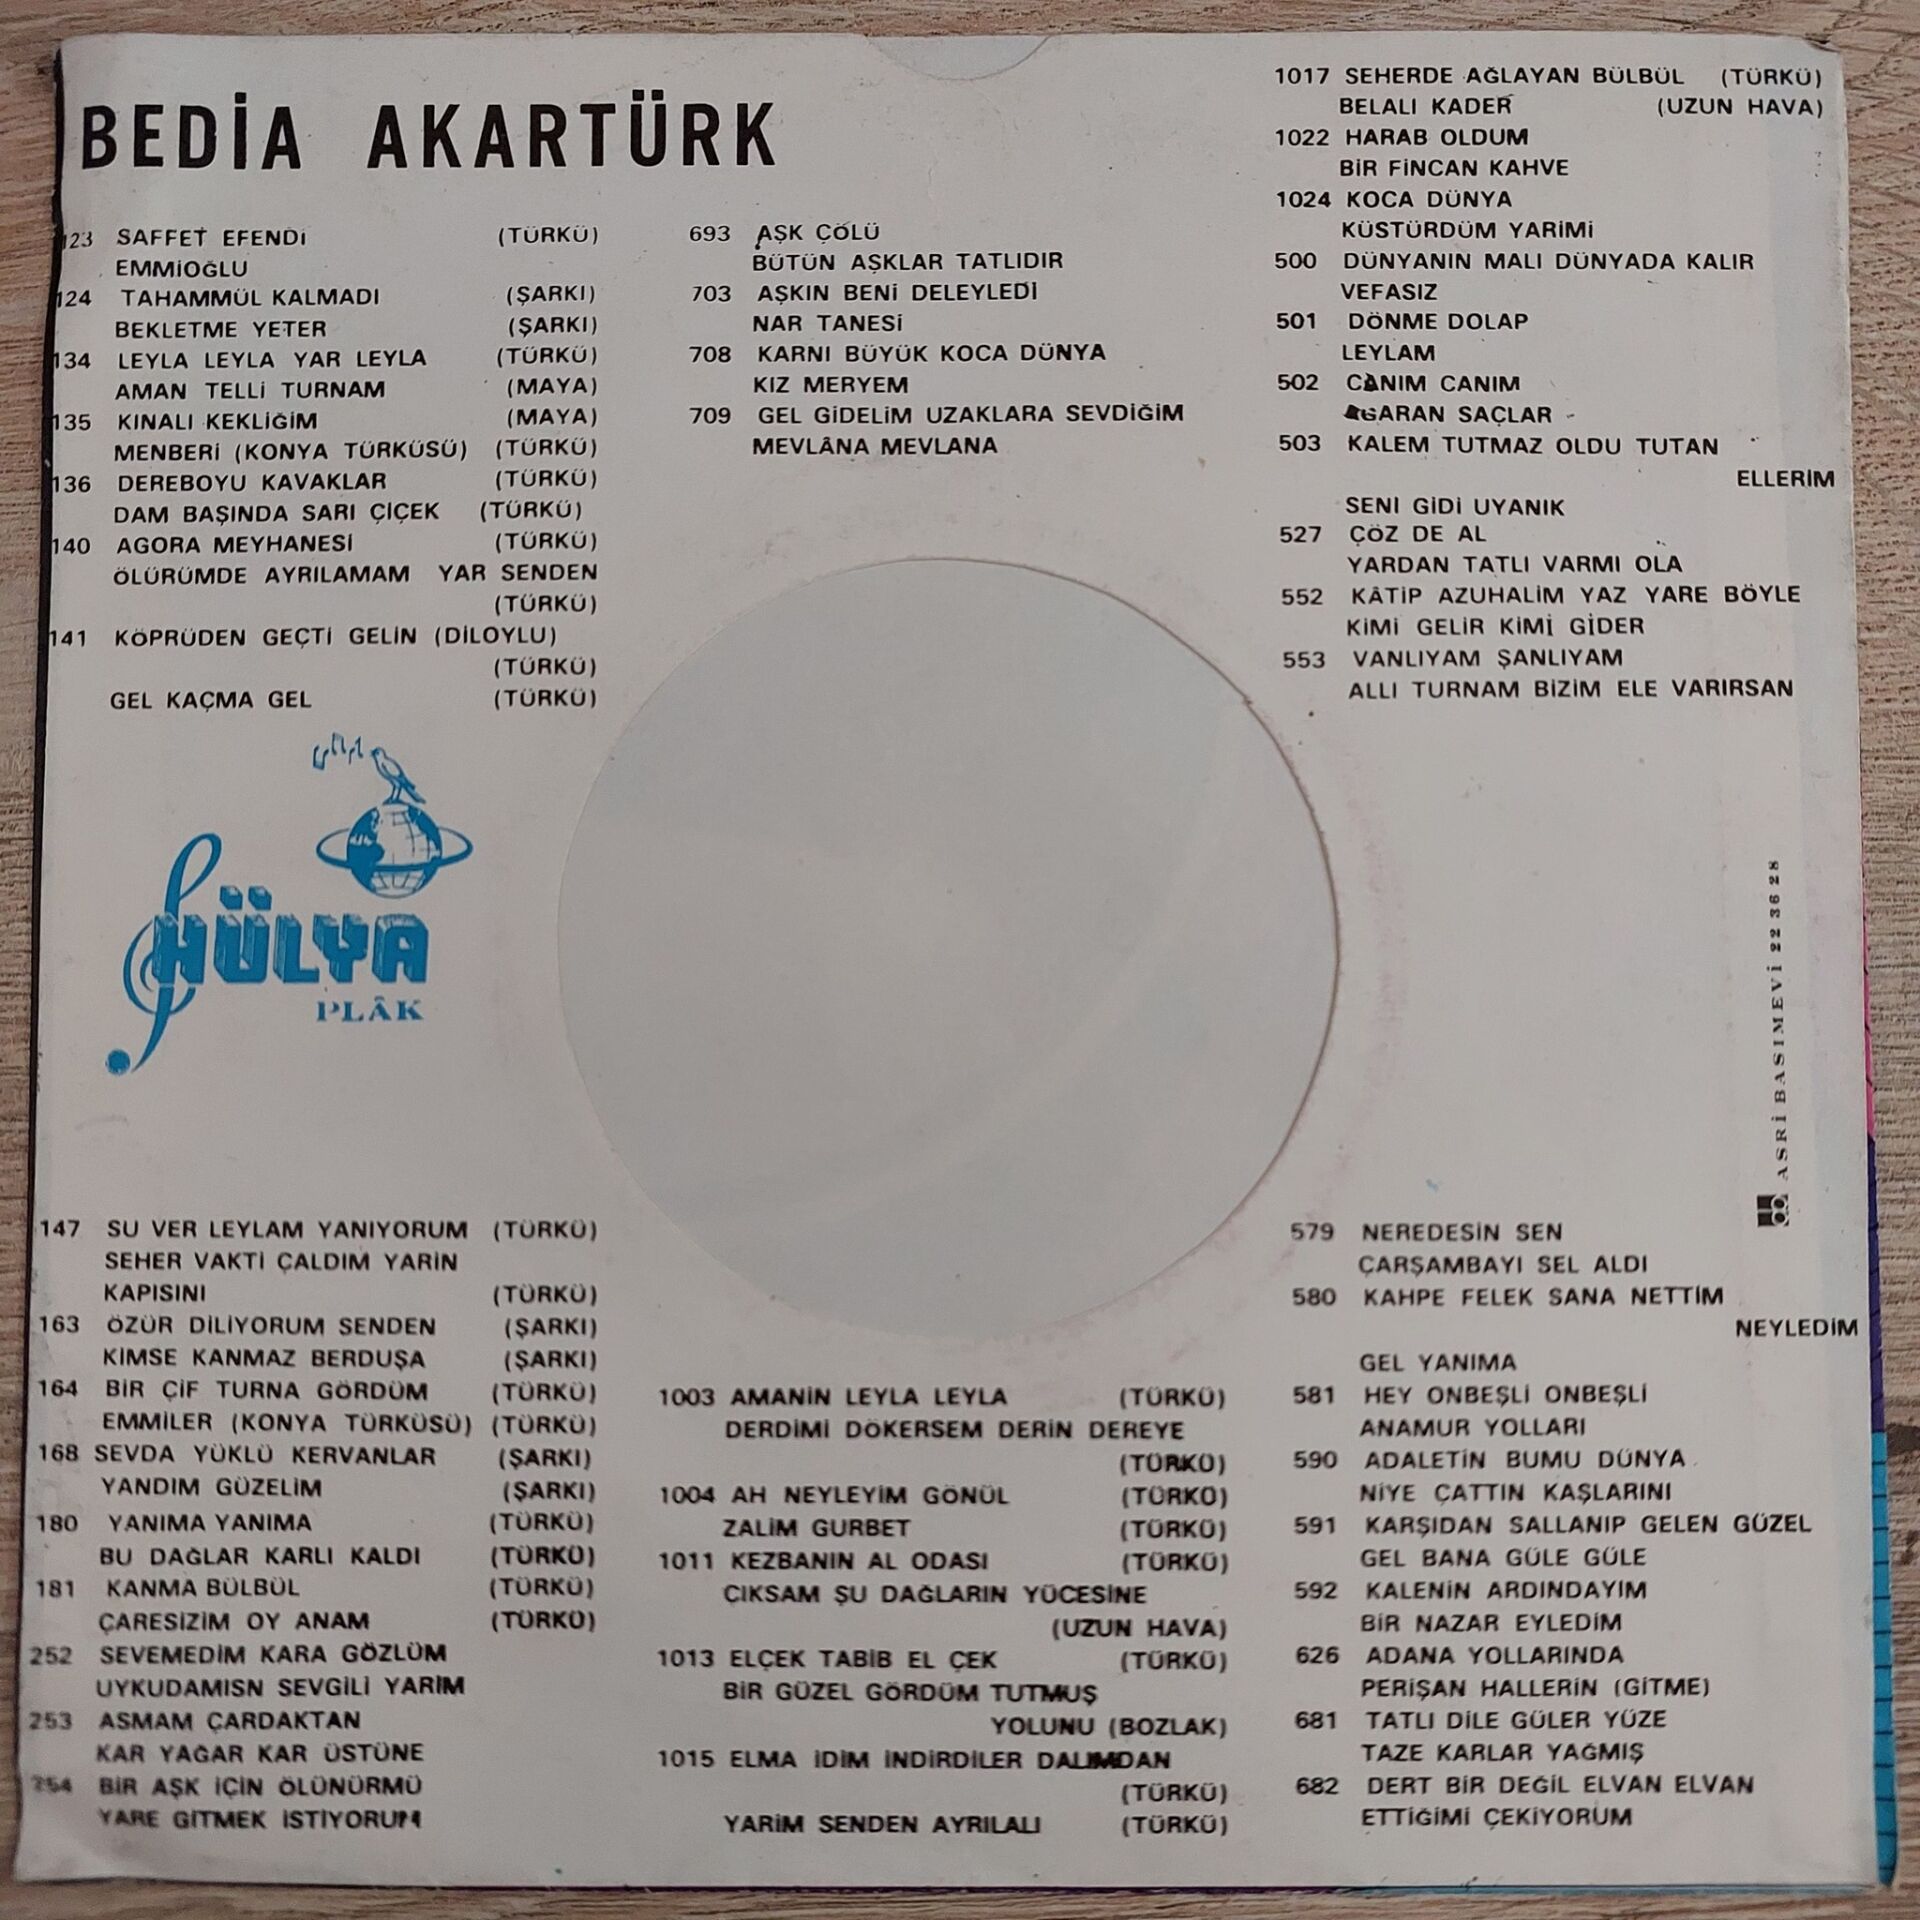 BEDİA AKARTÜRK
123 SAFFET EFENDİ (TÜRKÜ)
EMMİOĞLU
124 TAHAMMÜL KALMADI (ŞARKI)
BEKLETME YETER (ŞARKI)
134 LEYLA LEYLA YAR LEYLA (TÜRKÜ)
AMAN TELLİ TURNAM (MAYA)
135 KINALI KEKLİĞİM (MAYA)
MENBERİ (KONYA TÜRKÜSÜ) (TÜRKÜ)
136 DEREBOYU KAVAKLAR (TÜRKÜ)
DAM BAŞINDA SARI ÇİÇEK (TÜRKÜ)
140 AGORA MEYHANESİ (TÜRKÜ)
ÖLÜRÜMDE AYRILAMAM YAR SENDEN
(TÜRKÜ)
141 KÖPRÜDEN GEÇTİ GELİN (DİLOYLU)
(TÜRKÜ)
GEL KAÇMA GEL (TÜRKÜ)
HÜLYA
PLÂK
147 SU VER LEYLAM YANIYORUM (TÜRKÜ)
SEHER VAKTİ ÇALDIM YARİN
KAPISINI (TÜRKÜ)
163 ÖZÜR DİLİYORUM SENDEN (ŞARKI)
KİMSE KANMAZ BERDUŞA (ŞARKI)
164 BİR ÇİF TURNA GÖRDÜM (TÜRKÜ)
EMMİLER (KONYA TÜRKÜSÜ) (TÜRKÜ)
168 SEVDA YÜKLÜ KERVANLAR (ŞARKI)
YANDIM GÜZELİM (ŞARKI)
180 YANIMA YANIMA (TÜRKÜ)
BU DAĞLAR KARLI KALDI (TÜRKÜ)
181 KANMA BÜLBÜL (TÜRKÜ)
ÇARESİZİM OY ANAM (TÜRKÜ)
252 SEVEMEDİM KARA GÖZLÜM
UYKUDAMISN SEVGİLİ YARİM
253 ASMAM ÇARDAKTAN
KAR YAĞAR KAR ÜSTÜNE
254 BİR AŞK İÇİN ÖLÜNÜRMÜ
YARE GİTMEK İSTİYORUM
693 AŞK ÇÖLÜ
BÜTÜN AŞKLAR TATLIDIR
703 AŞKIN BENİ DELEYLEDİ
NAR TANESİ
708 KARNI BÜYÜK KOCA DÜNYA
KIZ MERYEM
709 GEL GİDELİM UZAKLARA SEVDİĞİM
MEVLÂNA MEVLANA
1003 AMANİN LEYLA LEYLA (TÜRKÜ)
DERDİMİ DÖKERSEM DERİN DEREYE
(TÜRKÜ)
1004 AH NEYLEYİM GÖNÜL (TÜRKÜ)
ZALİM GURBET (TÜRKÜ)
1011 KEZBANIN AL ODASI (TÜRKÜ)
ÇIKSAM ŞU DAĞLARIN YÜCESİNE
(UZUN HAVA)
1013 ELÇEK TABİB EL ÇEK (TÜRKÜ)
BİR GÜZEL GÖRDÜM TUTMUŞ
YOLUNU (BOZLAK)
1015 ELMA İDİM İNDİRDİLER DALIMDAN
(TÜRKÜ)
YARİM SENDEN AYRILALI (TÜRKÜ)
1017 SEHERDE AĞLAYAN BÜLBÜL (TÜRKÜ)
BELALI KADER (UZUN HAVA)
1022 HARAB OLDUM
BİR FİNCAN KAHVE
1024 KOCA DÜNYA
KÜSTÜRDÜM YARİMİ
500 DÜNYANIN MALI DÜNYADA KALIR
VEFASIZ
501 DÖNME DOLAP
LEYLAM
502 CANIM CANIM
AGARAN SAÇLAR
503 KALEM TUTMAZ OLDU TUTAN
ELLERİM
SENI GİDİ UYANIK
527 ÇÖZ DE AL
YARDAN TATLI VARMI OLA
552 KÂTİP AZUHALİM YAZ YARE BÖYLE
KİMİ GELİR KİMİ GİDER
553 VANLIYAM ŞANLIYAM
ALLI TURNAM BİZİM ELE VARIRSAN
ASRİ BASIMEVİ 22 36 28
579 NEREDESİN SEN
ÇARŞAMBAYI SEL ALDI
580 KAHPE FELEK SANA NETTİM
NEYLEDİM
GEL YANIMA
581 HEY ONBEŞLİ ONBEŞLİ
ANAMUR YOLLARI
590 ADALETİN BUMU DÜNYA
NİYE ÇATTIN KAŞLARINI
591 KARŞIDAN SALLANIP GELEN GÜZEL
GEL BANA GÜLE GÜLE
592 KALENİN ARDINDAYIM
BİR NAZAR EYLEDİM
626 ADANA YOLLARINDA
PERİŞAN HALLERİN (GİTME)
681 TATLI DİLE GÜLER YÜZE
TAZE KARLAR YAĞMIŞ
682 DERT BİR DEĞİL ELVAN ELVAN
ETTİĞİMİ ÇEKİYORUM